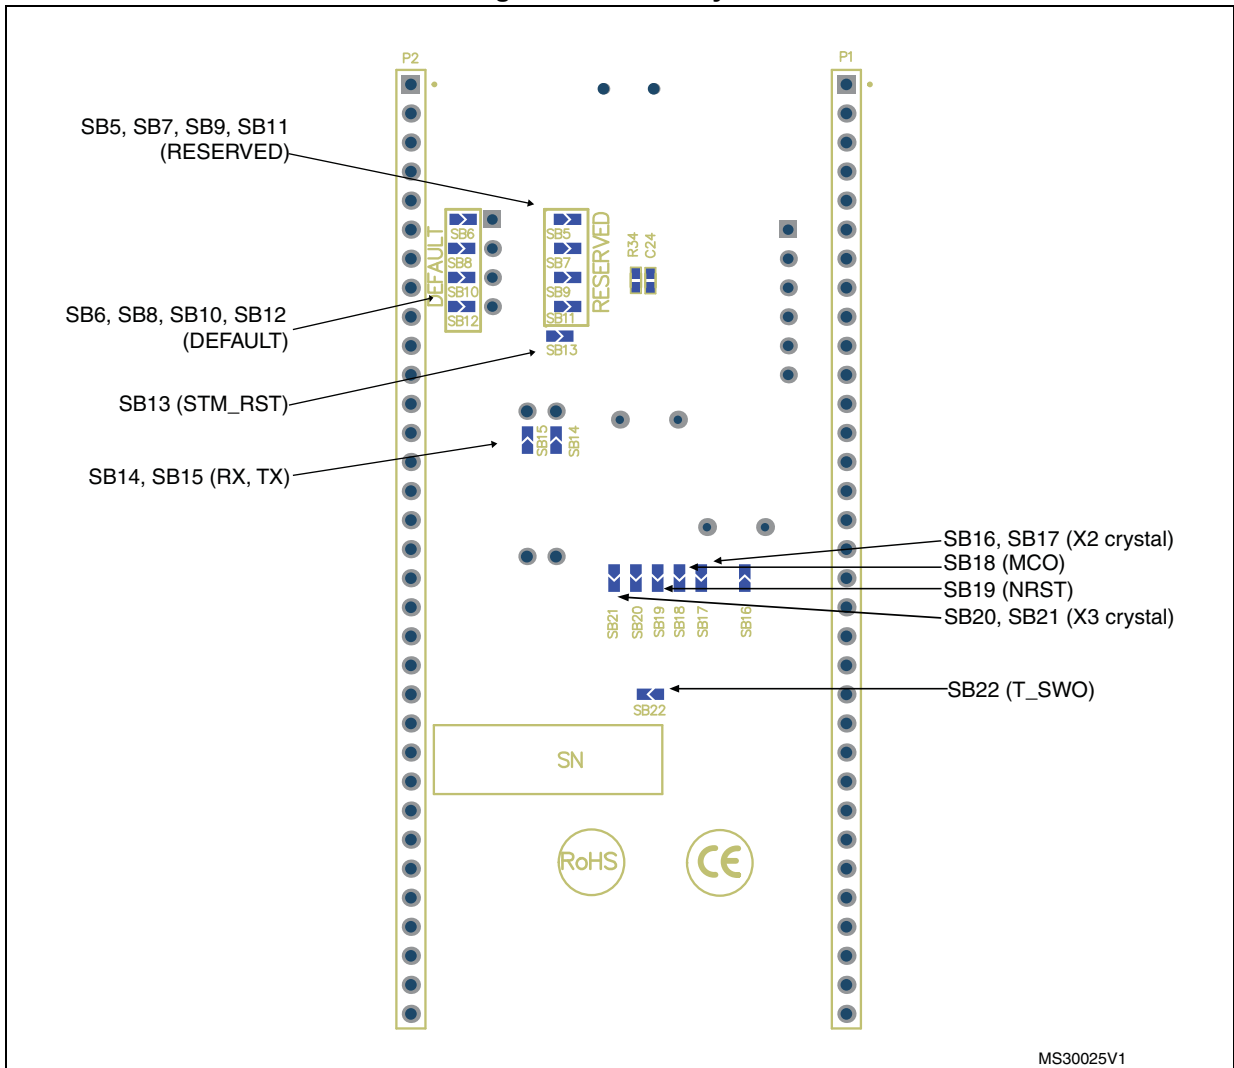 P2
P1
SB5, SB7, SB9, SB11
(RESERVED)
SB6
SB8
SB10
SB12
DEFAULT
SB5
SB7
SB9
SB11
RESERVED
R34
C24
SB6, SB8, SB10, SB12
(DEFAULT)
SB13
SB13 (STM_RST)
SB15
SB14
SB14, SB15 (RX, TX)
SB16, SB17 (X2 crystal)
SB18 (MCO)
SB19 (NRST)
SB20, SB21 (X3 crystal)
SB21
SB20
SB19
SB18
SB17
SB16
SB22 (T_SWO)
SB22
SN
RoHS
CE
MS30025V1